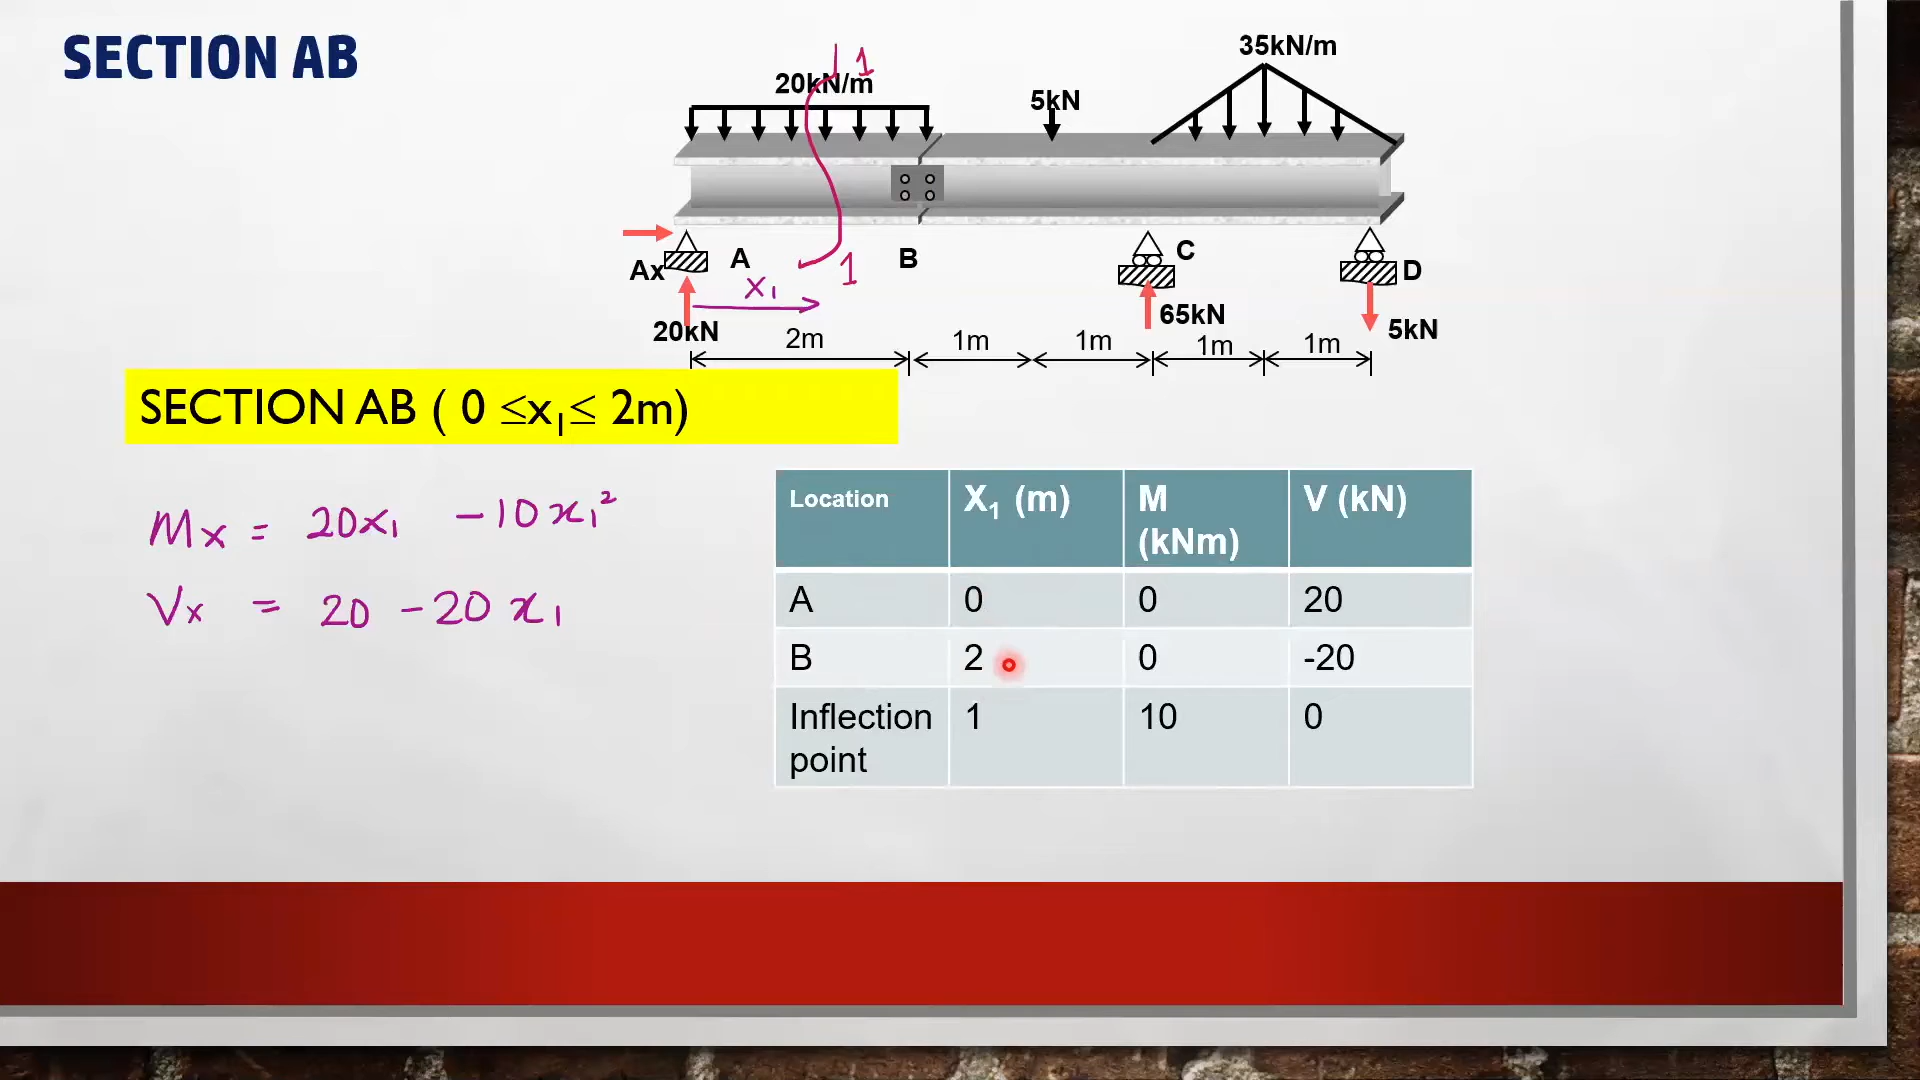 SECTION AB
20kN/m
1
5kN
35kN/m
Ax
A
1
B
C
D
X₁
20kN
65kN
5kN
2m
1m
1m
1m
1m
SECTION AB ( 0 ≤x₁≤ 2m)
Mx = 20x₁ - 10x₁²
Vx = 20 - 20x₁
Location X₁ (m) M (kNm) V (kN)
A 0 0 20
B 2 0 -20
Inflection point 1 10 0